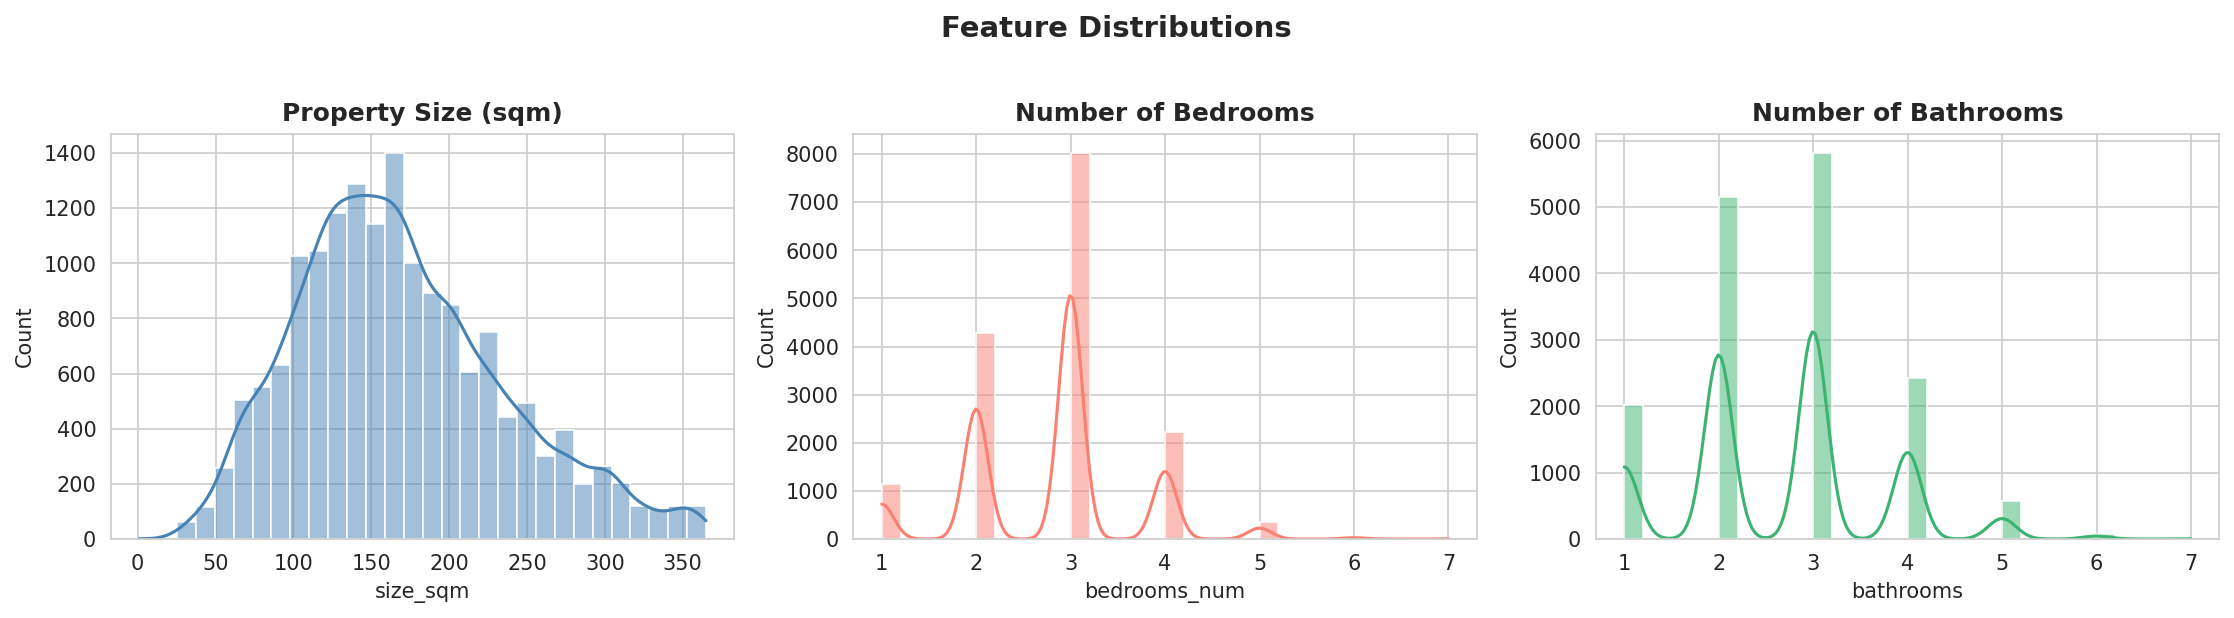 Feature Distributions
Property Size (sqm)
Count
1400
1200
1000
800
600
400
200
0
0 50 100 150 200 250 300 350
size_sqm
Number of Bedrooms
Count
8000
7000
6000
5000
4000
3000
2000
1000
0
1 2 3 4 5 6 7
bedrooms_num
Number of Bathrooms
Count
6000
5000
4000
3000
2000
1000
0
1 2 3 4 5 6 7
bathrooms